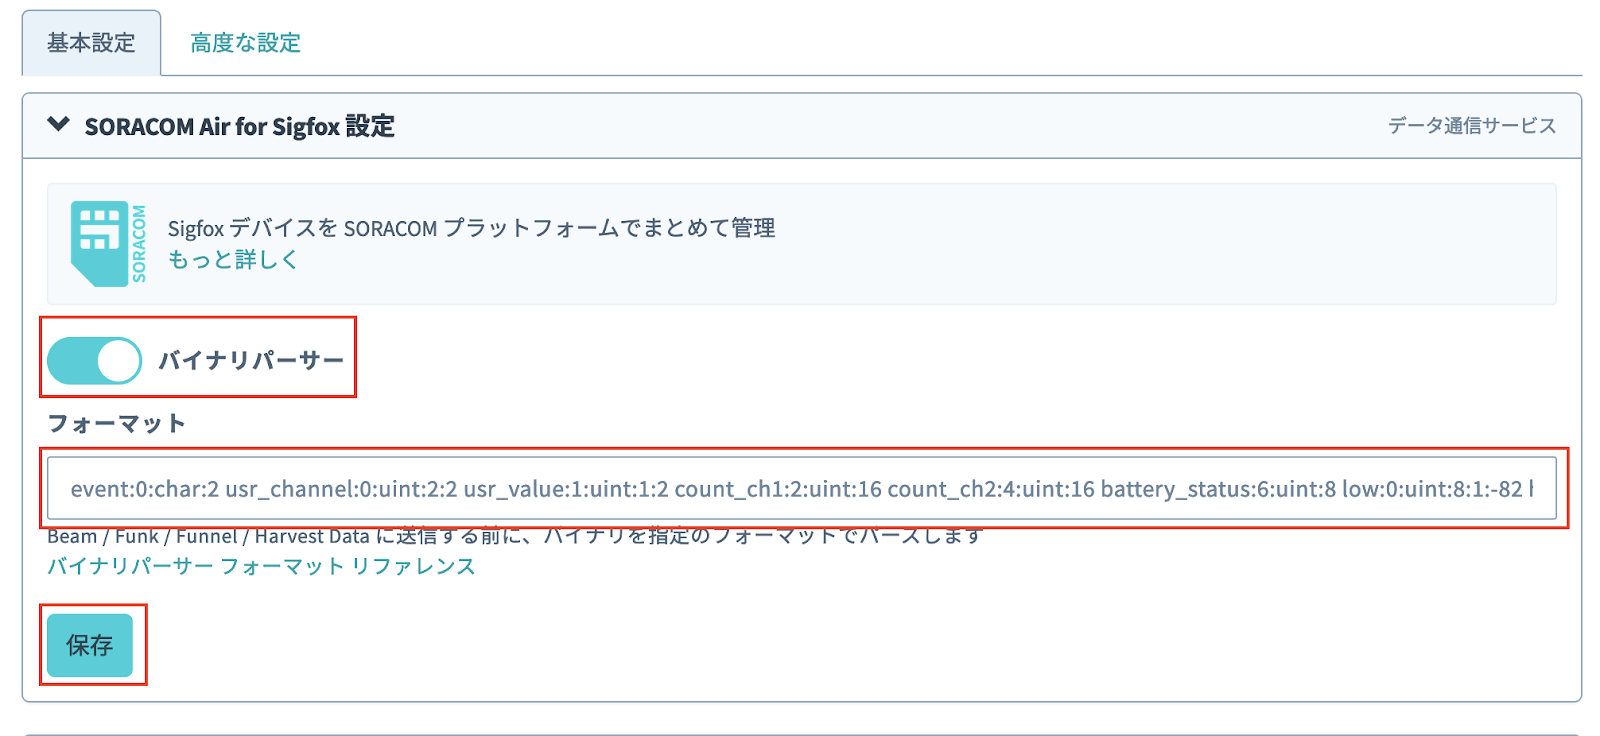 基本設定 高度な設定
SORACOM Air for Sigfox 設定 データ通信サービス
SORACOM
Sigfox デバイスを SORACOM プラットフォームでまとめて管理
もっと詳しく
バイナリパーサー
フォーマット
event:0:char:2 usr_channel:0:uint:2:2 usr_value:1:uint:1:2 count_ch1:2:uint:16 count_ch2:4:uint:16 battery_status:6:uint:8 low:0:uint:8:1:-82
Beam / Funk / Funnel / Harvest Data に送信する前に、バイナリを指定のフォーマットでパースします
バイナリパーサー フォーマット リファレンス
保存